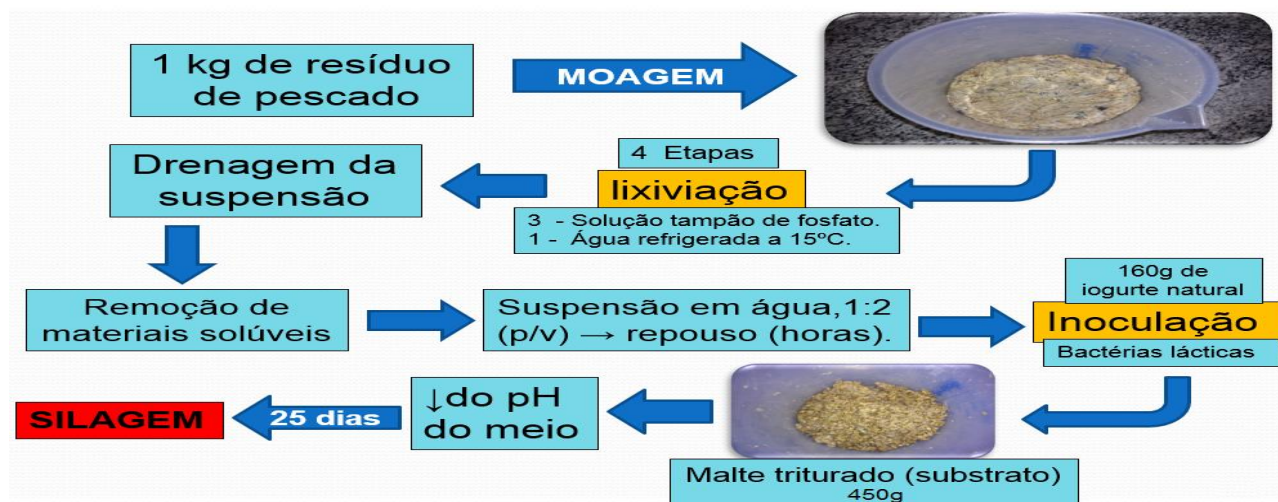 1 kg de resíduo
de pescado
MOAGEM
4 Etapas
lixiviação
3 - Solução tampão de fosfato.
1 - Água refrigerada a 15ºC.
Drenagem da
suspensão
Remoção de
materiais solúveis
Suspensão em água,1:2
(p/v) → repouso (horas).
160g de
iogurte natural
Inoculação
Bactérias lácticas
Malte triturado (substrato)
450g
↓do pH
do meio
25 dias
SILAGEM